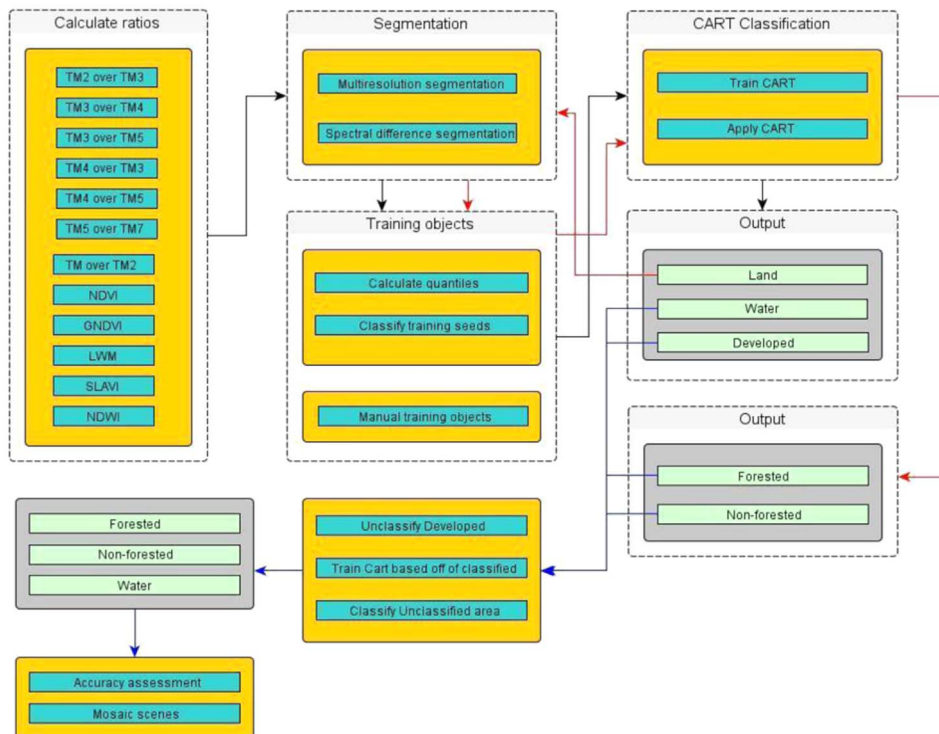 Calculate ratios
TM2 over TM3
TM3 over TM4
TM3 over TM5
TM4 over TM3
TM4 over TM5
TM5 over TM7
TM over TM2
NDVI
GNDVI
LWM
SLAVI
NDWI
Segmentation
Multiresolution segmentation
Spectral difference segmentation
Training objects
Calculate quantiles
Classify training seeds
Manual training objects
CART Classification
Train CART
Apply CART
Output
Land
Water
Developed
Output
Forested
Non-forested
Unclassify Developed
Train Cart based off of classified
Classify Unclassified area
Forested
Non-forested
Water
Accuracy assessment
Mosaic scenes